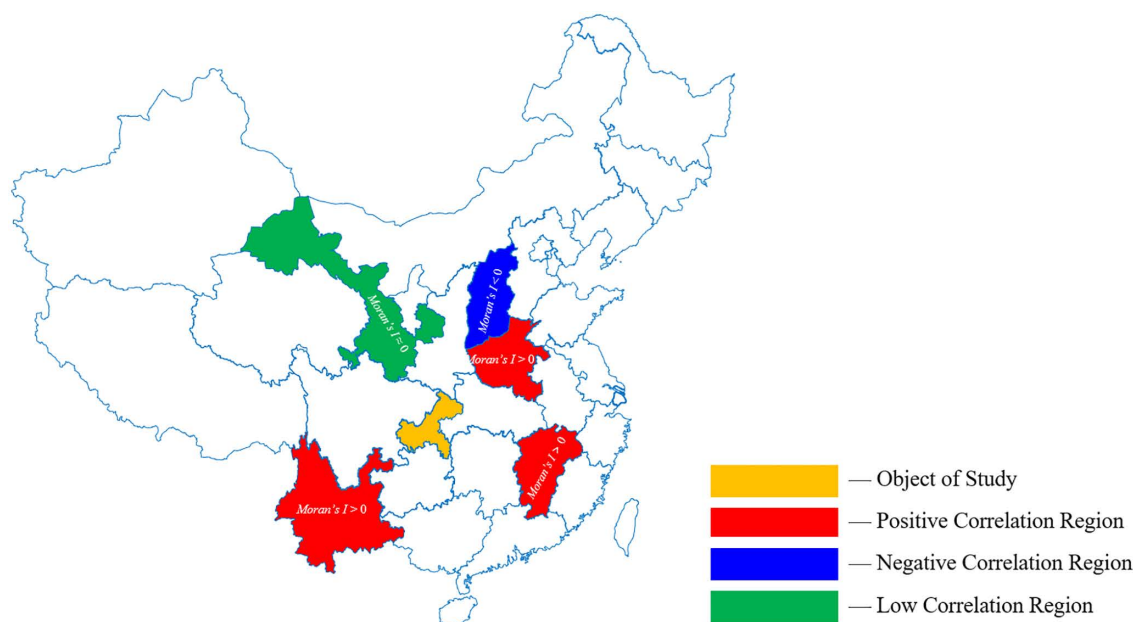 Moran's I < 0
Moran's I = 0
Moran's I > 0
Moran's I > 0
Moran's I > 0
— Object of Study
— Positive Correlation Region
— Negative Correlation Region
— Low Correlation Region